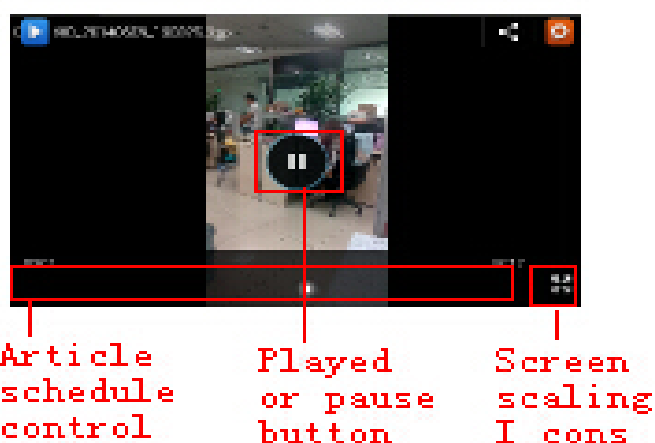 Article
schedule
control
Played
or pause
button
Screen
scaling
I cons